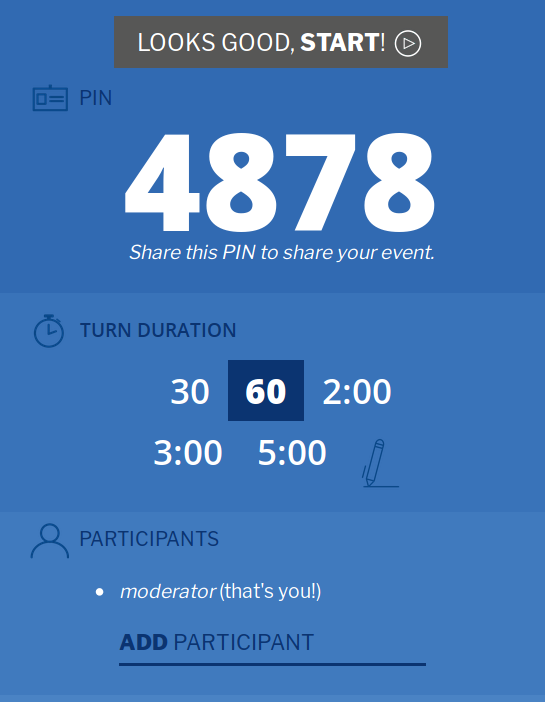 LOOKS GOOD, START!
PIN
4878
Share this PIN to share your event.
TURN DURATION
30 60 2:00
3:00 5:00
PARTICIPANTS
• moderator (that's you!)
ADD PARTICIPANT